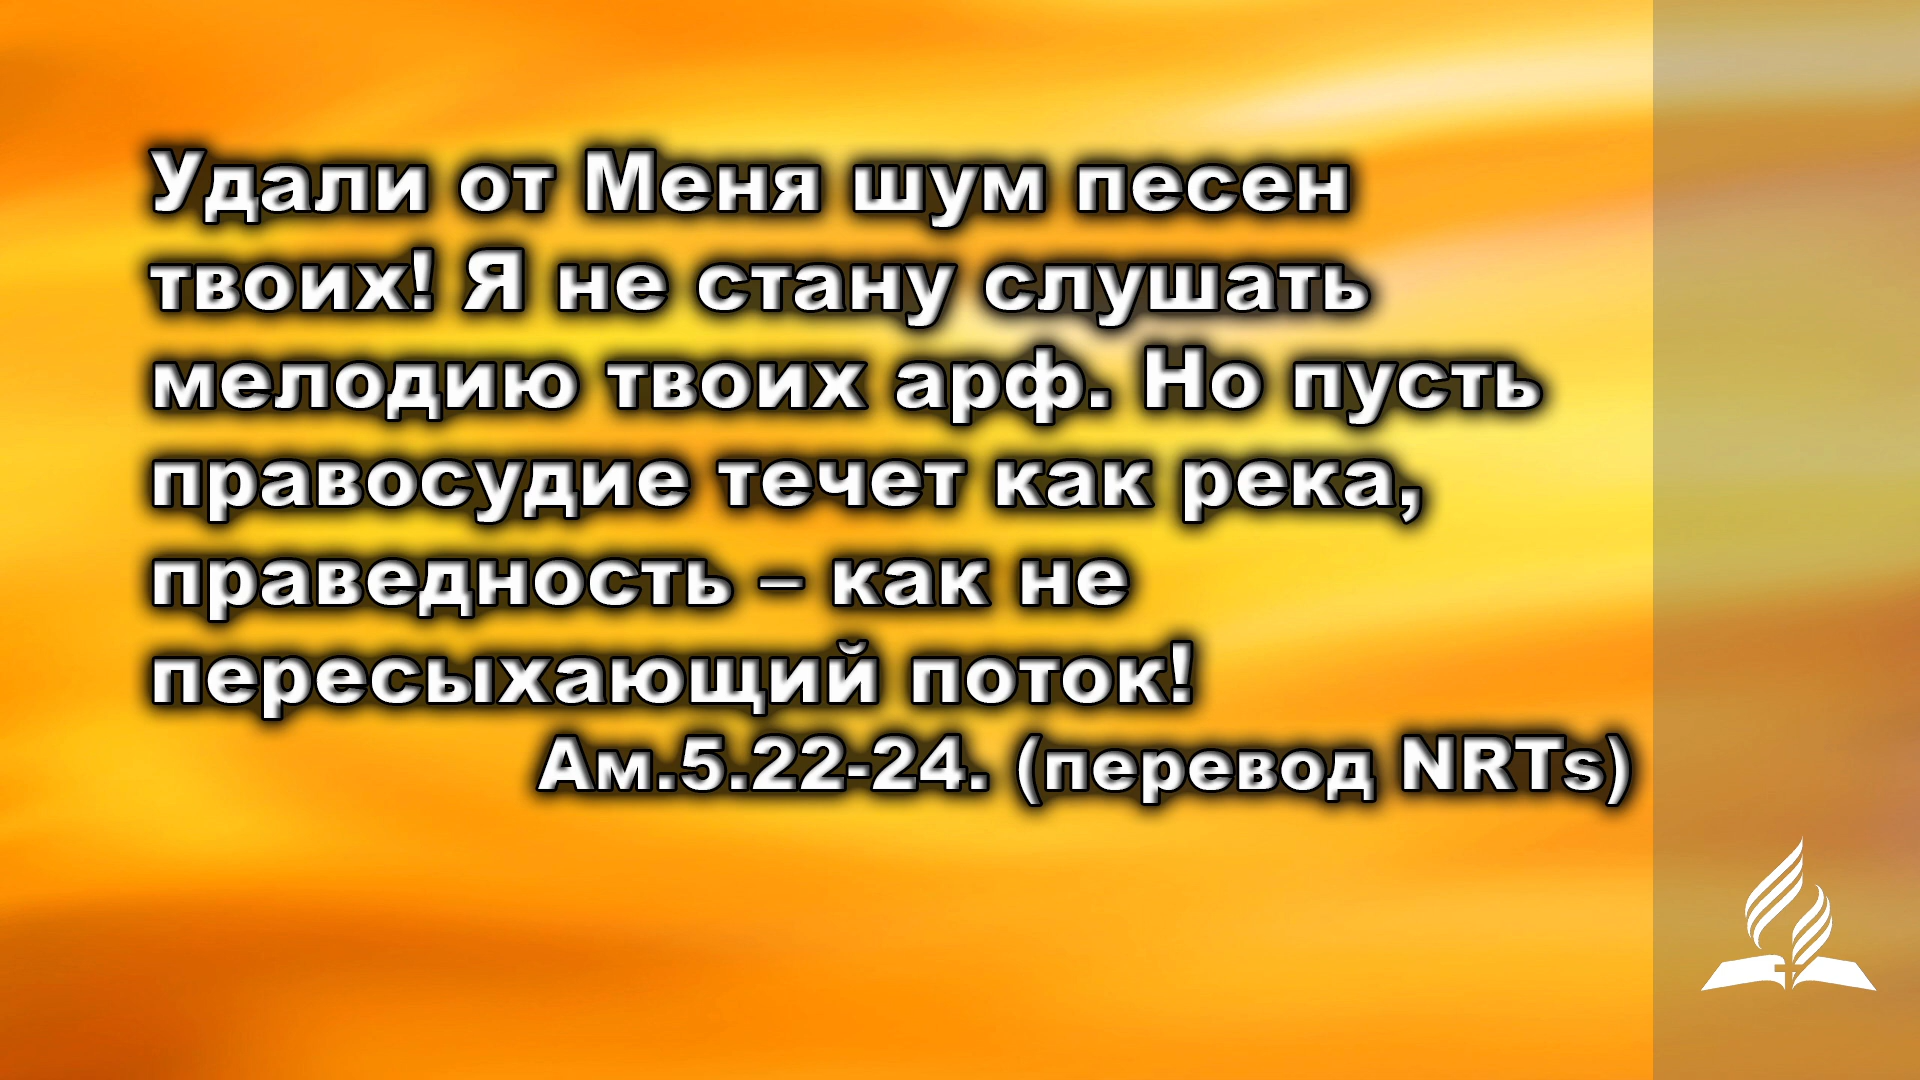 Удали от Меня шум песен
твоих! Я не стану слушать
мелодию твоих арф. Но пусть
правосудие течет как река,
праведность – как не
пересыхающий поток!
Ам.5.22-24. (перевод NRTs)